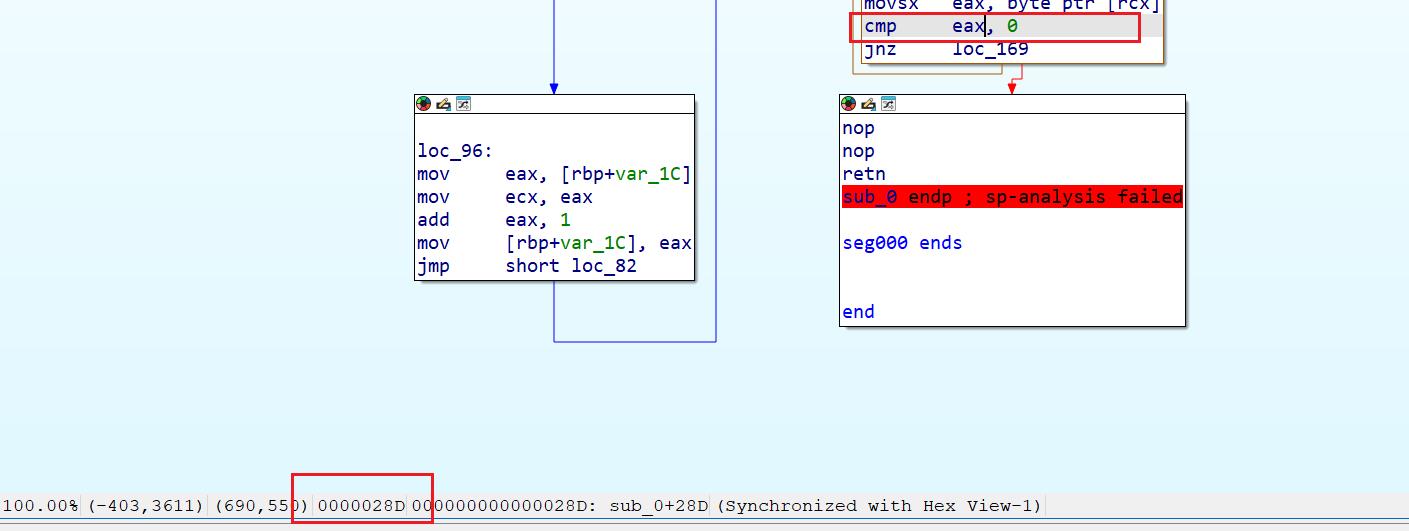 movsx eax, byte ptr [rcx]
cmp eax, 0
jnz loc_169
loc_96:
mov eax, [rbp+var_1C]
mov ecx, eax
add eax, 1
mov [rbp+var_1C], eax
jmp short loc_82
nop
nop
retn
sub_0 endp ; sp-analysis failed
seg000 ends
end
100.00% (-403,3611) (690,550) 0000028D 000000000000028D: sub_0+28D (Synchronized with Hex View-1)